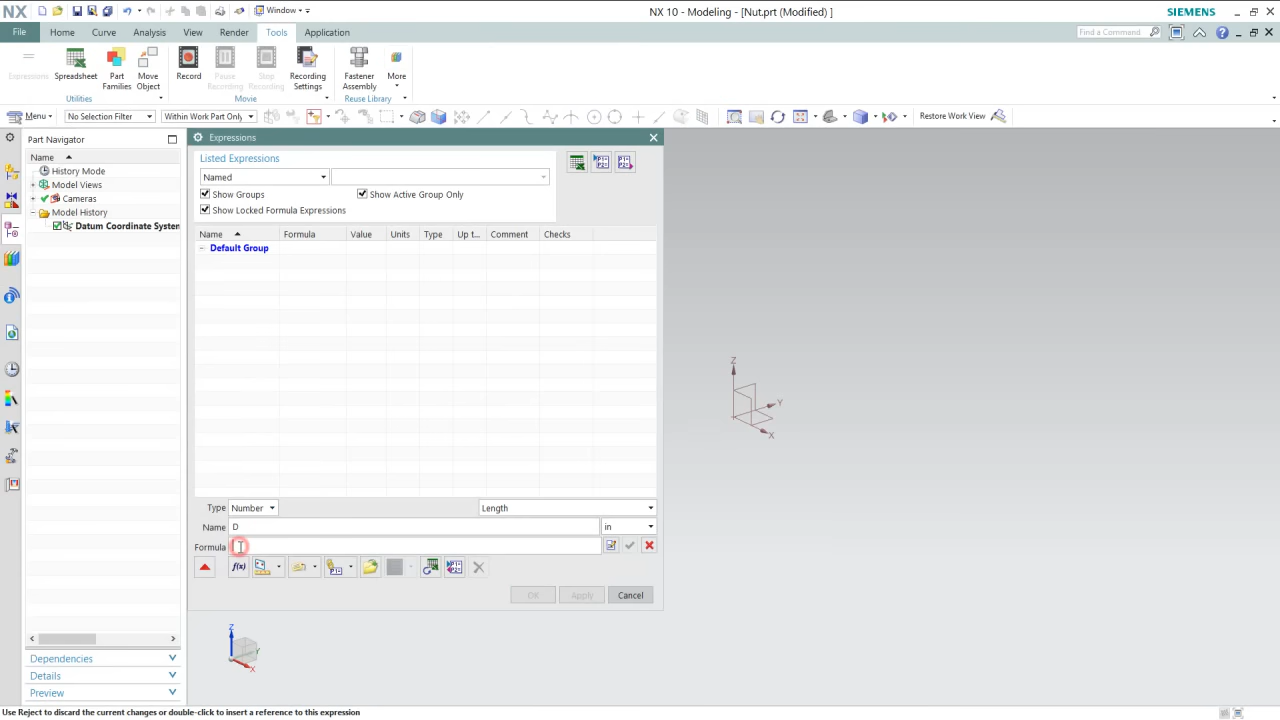 NX
Window
NX 10 - Modeling - [Nut.prt (Modified) ]
SIEMENS
File
Home
Curve
Analysis
View
Render
Tools
Application
Find a Command
Expressions
Spreadsheet
Part Families
Move Object
Record
Pause Recording
Stop Recording
Recording Settings
Fastener Assembly
More
Utilities
Movie
Reuse Library
Menu
No Selection Filter
Within Work Part Only
Restore Work View
Part Navigator
Name
History Mode
Model Views
Cameras
Model History
Datum Coordinate System
Dependencies
Details
Preview
Expressions
Listed Expressions
Named
Show Groups
Show Active Group Only
Show Locked Formula Expressions
Name Formula Value Units Type Up t... Comment Checks
Default Group
Type Number Length
Name D in
Formula
f(x)
P1=
OK Apply Cancel
Z
Y
X
Z
Y
X
Use Reject to discard the current changes or double-click to insert a reference to this expression